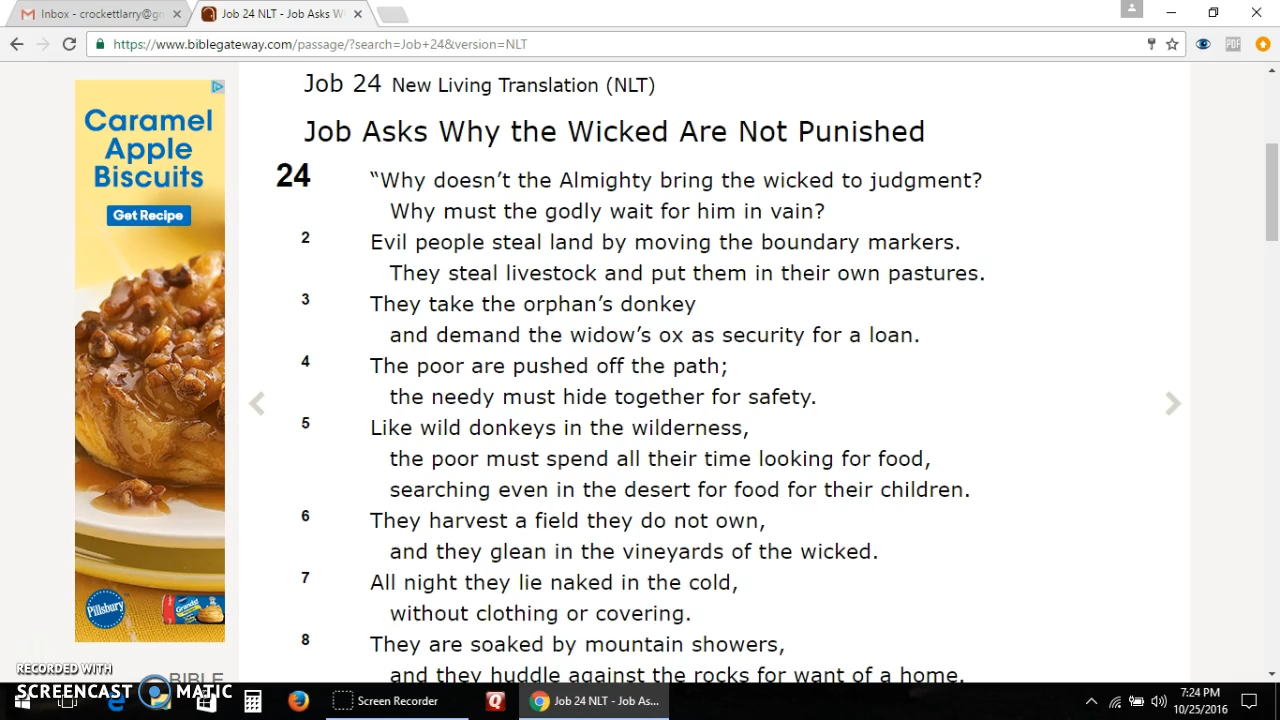 Inbox - crockettlarry@gm
Job 24 NLT - Job Asks W
https://www.biblegateway.com/passage/?search=Job+24&version=NLT
PDF
Job 24 New Living Translation (NLT)
Caramel
Apple
Biscuits
Get Recipe
Pillsbury
Grands!
Job Asks Why the Wicked Are Not Punished
24 “Why doesn’t the Almighty bring the wicked to judgment?
Why must the godly wait for him in vain?
2 Evil people steal land by moving the boundary markers.
They steal livestock and put them in their own pastures.
3 They take the orphan’s donkey
and demand the widow’s ox as security for a loan.
4 The poor are pushed off the path;
the needy must hide together for safety.
5 Like wild donkeys in the wilderness,
the poor must spend all their time looking for food,
searching even in the desert for food for their children.
6 They harvest a field they do not own,
and they glean in the vineyards of the wicked.
7 All night they lie naked in the cold,
without clothing or covering.
8 They are soaked by mountain showers,
and they huddle against the rocks for want of a home.
BIBLE
RECORDED WITH
SCREENCAST MATIC
Screen Recorder
Q
Job 24 NLT - Job As...
7:24 PM
10/25/2016